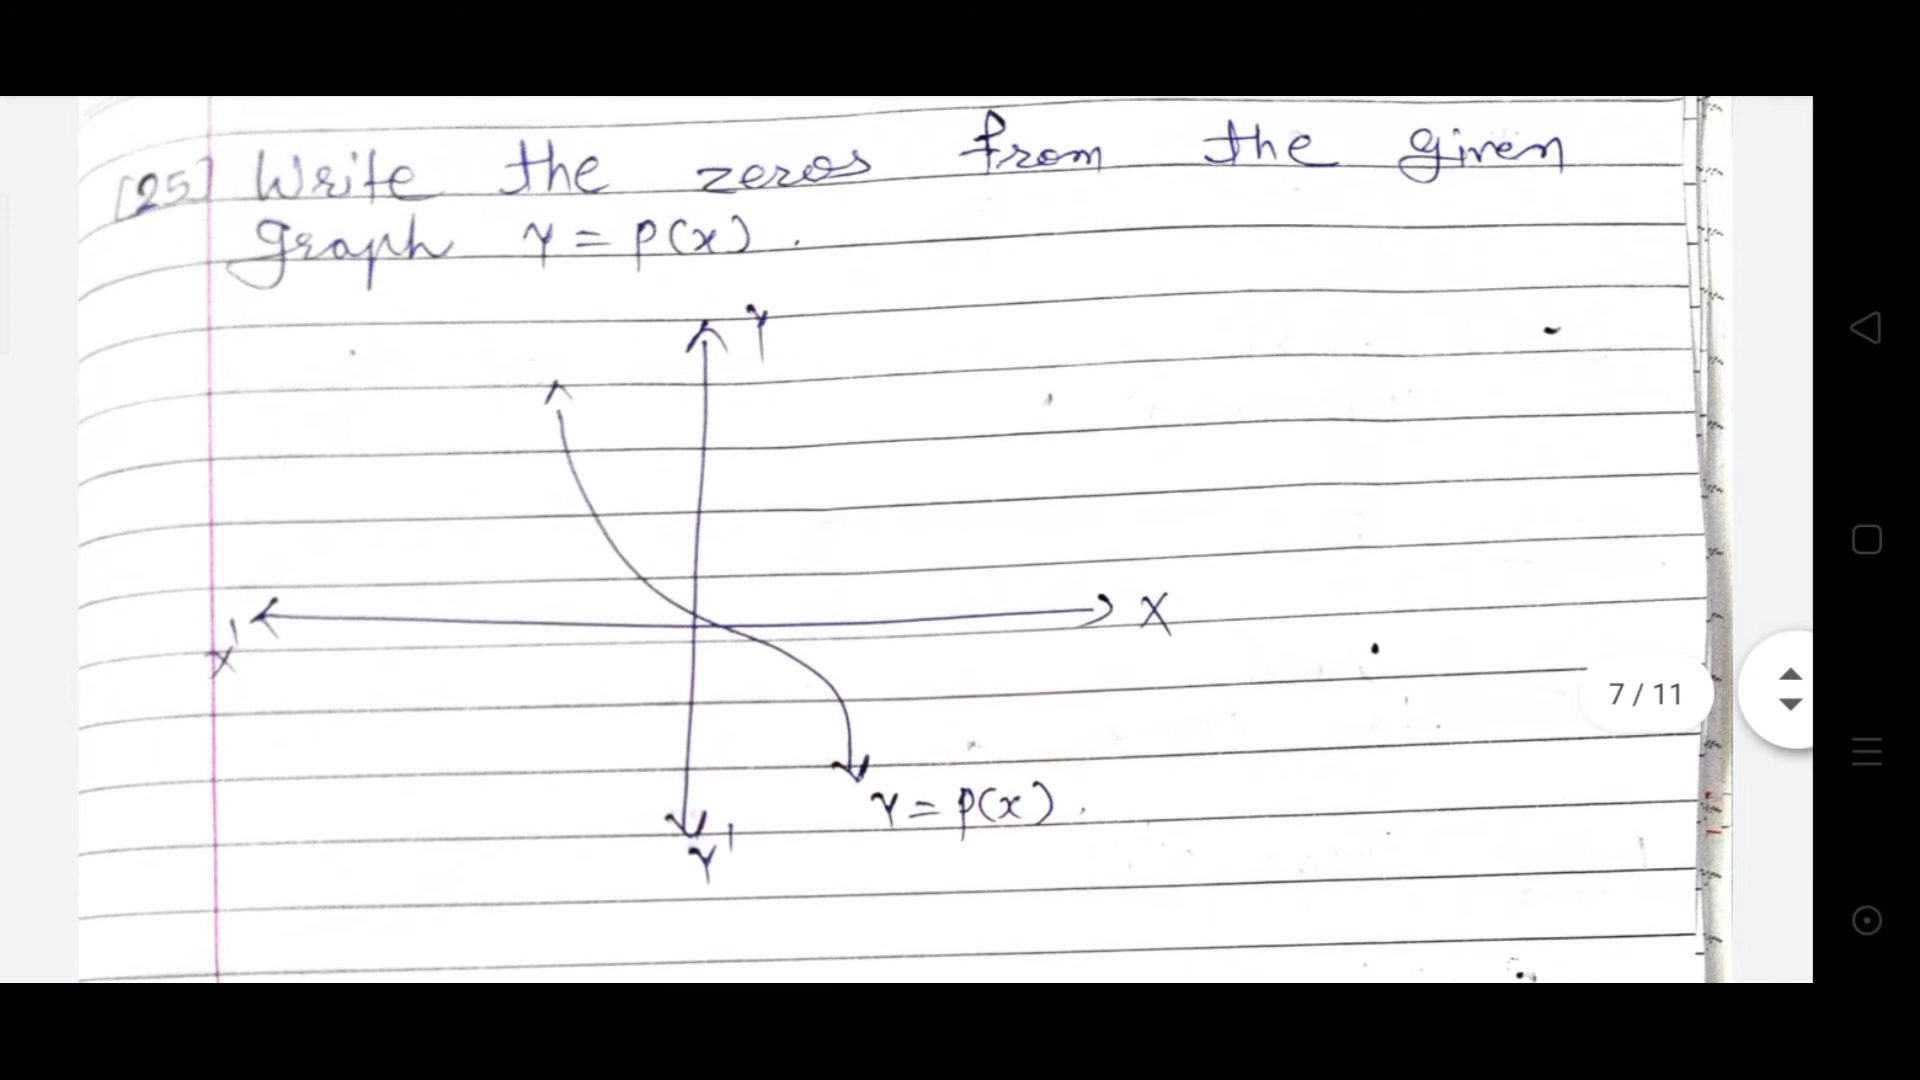 [25] Write the zeros from the given
graph Y = P(x).
Y
X
X'
7 / 11
Y = P(x).
Y'